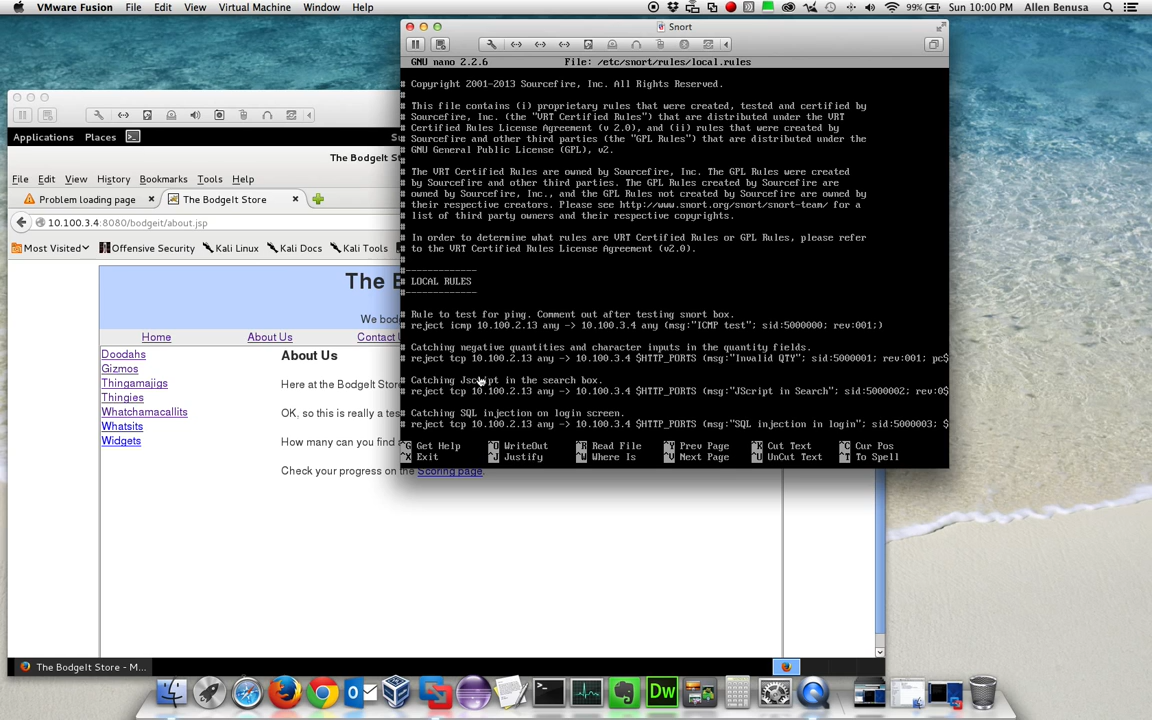 VMware Fusion File Edit View Virtual Machine Window Help 99% Sun 10:00 PM Allen Benusa
Snort
GNU nano 2.2.6 File: /etc/snort/rules/local.rules
# Copyright 2001-2013 Sourcefire, Inc. All Rights Reserved.
#
# This file contains (i) proprietary rules that were created, tested and certified by
# Sourcefire, Inc. (the "VRT Certified Rules") that are distributed under the VRT
# Certified Rules License Agreement (v 2.0), and (ii) rules that were created by
# Sourcefire and other third parties (the "GPL Rules") that are distributed under the
# GNU General Public License (GPL), v2.
#
# The VRT Certified Rules are owned by Sourcefire, Inc. The GPL Rules were created
# by Sourcefire and other third parties. The GPL Rules created by Sourcefire are
# owned by Sourcefire, Inc., and the GPL Rules not created by Sourcefire are owned by
# their respective creators. Please see http://www.snort.org/snort/snort-team/ for a
# list of third party owners and their respective copyrights.
#
# In order to determine what rules are VRT Certified Rules or GPL Rules, please refer
# to the VRT Certified Rules License Agreement (v2.0).
#
#-------------
# LOCAL RULES
#-------------
# Rule to test for ping. Comment out after testing snort box.
# reject icmp 10.100.2.13 any -> 10.100.3.4 any (msg:"ICMP test"; sid:5000000; rev:001;)
# Catching negative quantities and character inputs in the quantity fields.
# reject tcp 10.100.2.13 any -> 10.100.3.4 $HTTP_PORTS (msg:"Invalid QTY"; sid:5000001; rev:001; pc$
# Catching Jscript in the search box.
# reject tcp 10.100.2.13 any -> 10.100.3.4 $HTTP_PORTS (msg:"JScript in Search"; sid:5000002; rev:0$
# Catching SQL injection on login screen.
# reject tcp 10.100.2.13 any -> 10.100.3.4 $HTTP_PORTS (msg:"SQL injection in login"; sid:5000003; $
^G Get Help ^O WriteOut ^R Read File ^Y Prev Page ^K Cut Text ^C Cur Pos
^X Exit ^J Justify ^W Where Is ^V Next Page ^U UnCut Text ^T To Spell
Applications Places
The BodgeIt S
File Edit View History Bookmarks Tools Help
Problem loading page The BodgeIt Store
10.100.3.4:8080/bodgeit/about.jsp
Most Visited Offensive Security Kali Linux Kali Docs Kali Tools
The B
We bod
Home About Us Contact
Doodahs
Gizmos
Thingamajigs
Thingies
Whatchamacallits
Whatsits
Widgets
About Us
Here at the Bodgeit Stor
OK, so this is really a tes
How many can you find
Check your progress on the Scoring page.
The BodgeIt Store - M...